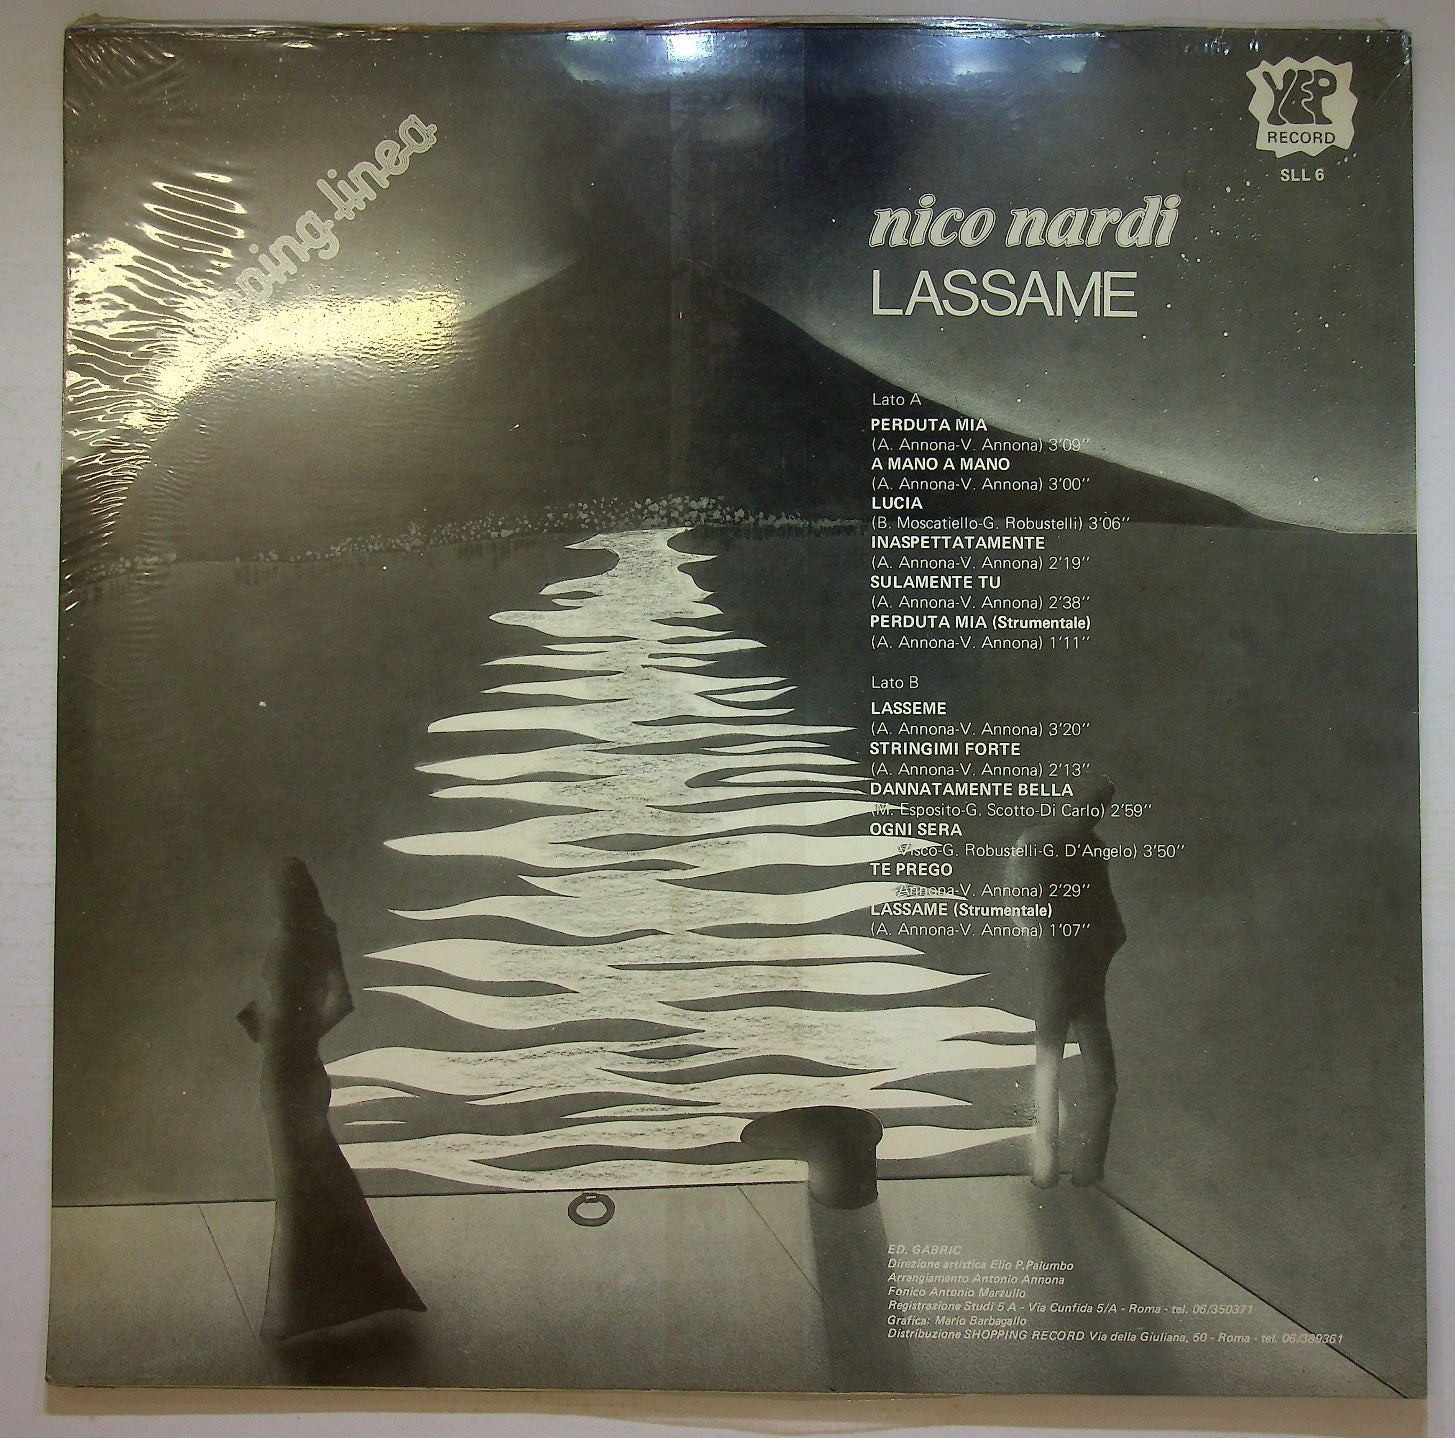 linea
YEP
RECORD
SLL 6
nico nardi
LASSAME
Lato A
PERDUTA MIA
(A. Annona-V. Annona) 3'09''
A MANO A MANO
(A. Annona-V. Annona) 3'00''
LUCIA
(B. Moscatiello-G. Robustelli) 3'06''
INASPETTATAMENTE
(A. Annona-V. Annona) 2'19''
SULAMENTE TU
(A. Annona-V. Annona) 2'38''
PERDUTA MIA (Strumentale)
(A. Annona-V. Annona) 1'11''
Lato B
LASSEME
(A. Annona-V. Annona) 3'20''
STRINGIMI FORTE
(A. Annona-V. Annona) 2'13''
DANNATAMENTE BELLA
(M. Esposito-G. Scotto-Di Carlo) 2'59''
OGNI SERA
Visco-G. Robustelli-G. D'Angelo) 3'50''
TE PREGO
Annona-V. Annona) 2'29''
LASSAME (Strumentale)
(A. Annona-V. Annona) 1'07''
ED. GABRIC
Direzione artistica Elio P.Palumbo
Arrangiamento Antonio Annona
Fonico Antonio Marzullo
Registrazione Studi 5 A - Via Cunfida 5/A - Roma - tel. 06/350371
Grafica: Mario Barbagallo
Distribuzione SHOPPING RECORD Via della Giuliana, 50 - Roma - tel.